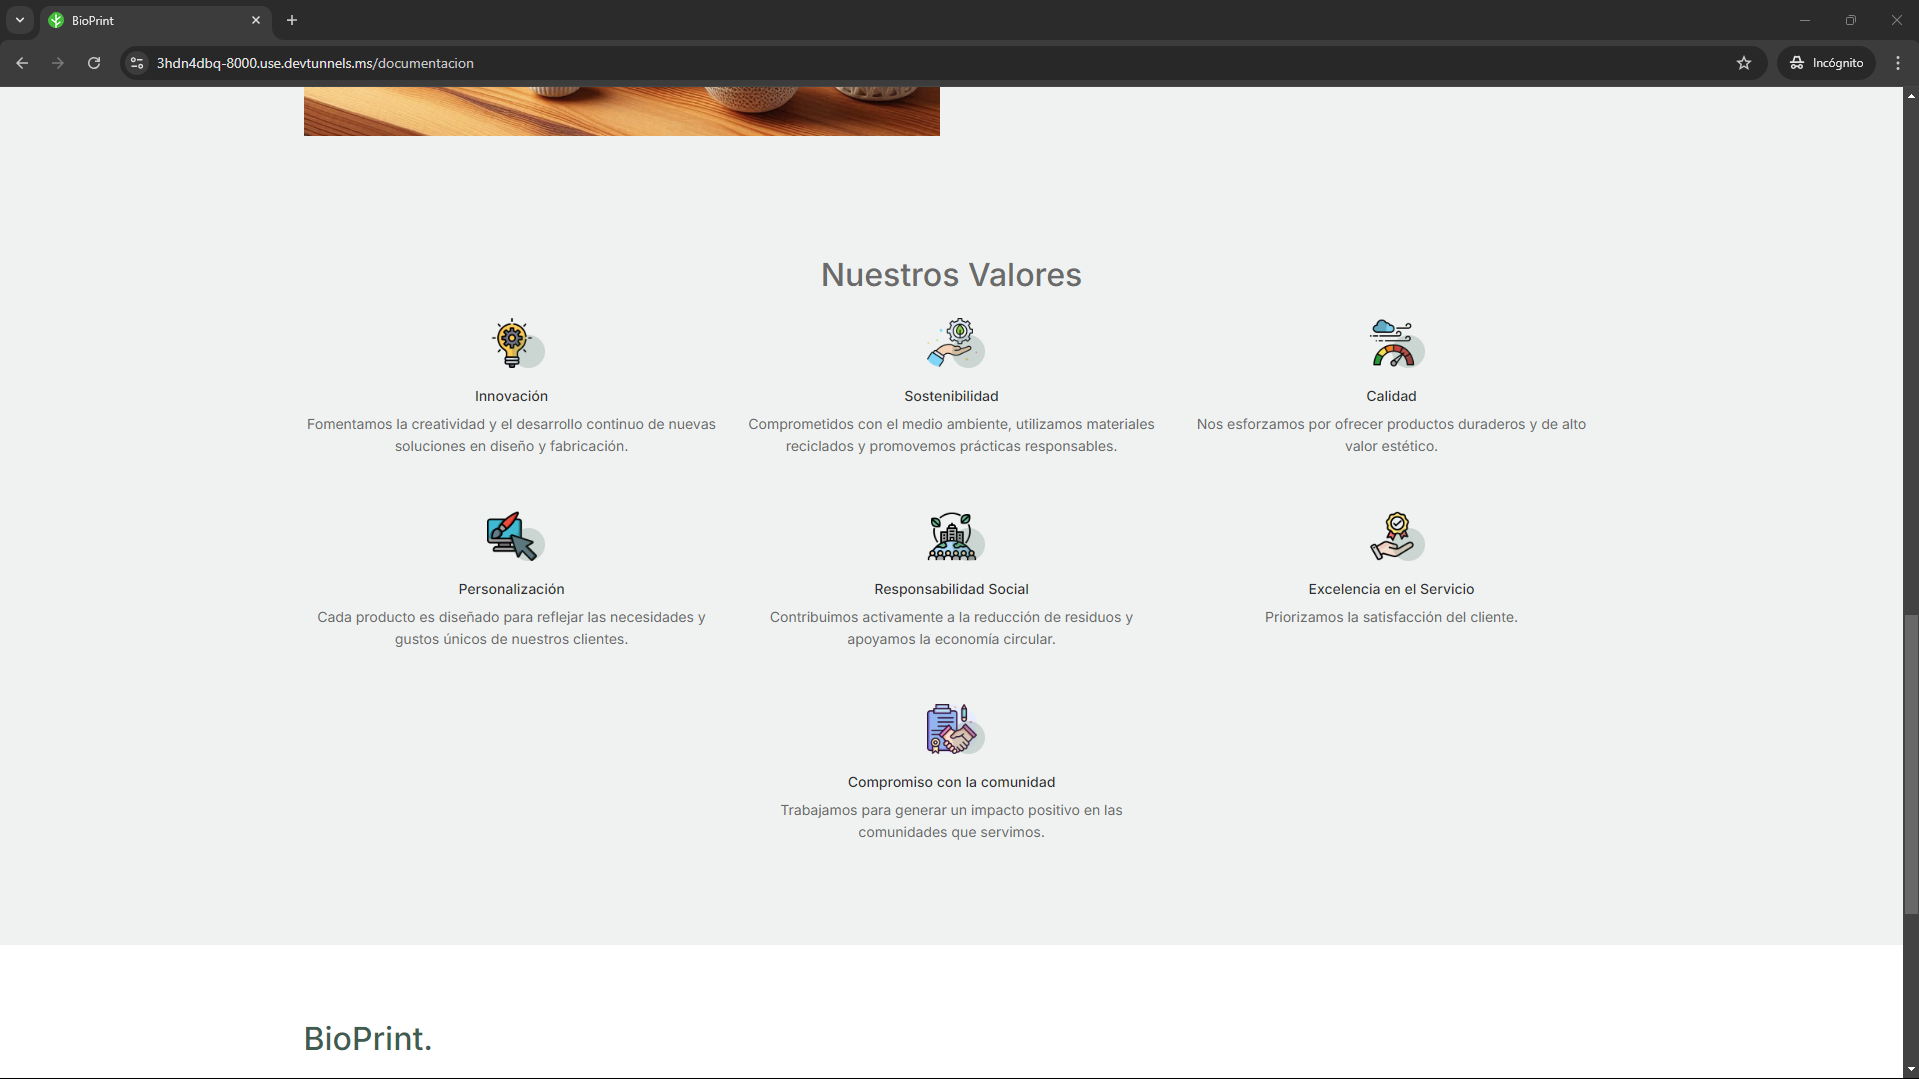 BioPrint
3hdn4dbq-8000.use.devtunnels.ms/documentacion
Incógnito
Nuestros Valores
Innovación
Fomentamos la creatividad y el desarrollo continuo de nuevas
soluciones en diseño y fabricación.
Sostenibilidad
Comprometidos con el medio ambiente, utilizamos materiales
reciclados y promovemos prácticas responsables.
Calidad
Nos esforzamos por ofrecer productos duraderos y de alto
valor estético.
Personalización
Cada producto es diseñado para reflejar las necesidades y
gustos únicos de nuestros clientes.
Responsabilidad Social
Contribuimos activamente a la reducción de residuos y
apoyamos la economía circular.
Excelencia en el Servicio
Priorizamos la satisfacción del cliente.
Compromiso con la comunidad
Trabajamos para generar un impacto positivo en las
comunidades que servimos.
BioPrint.